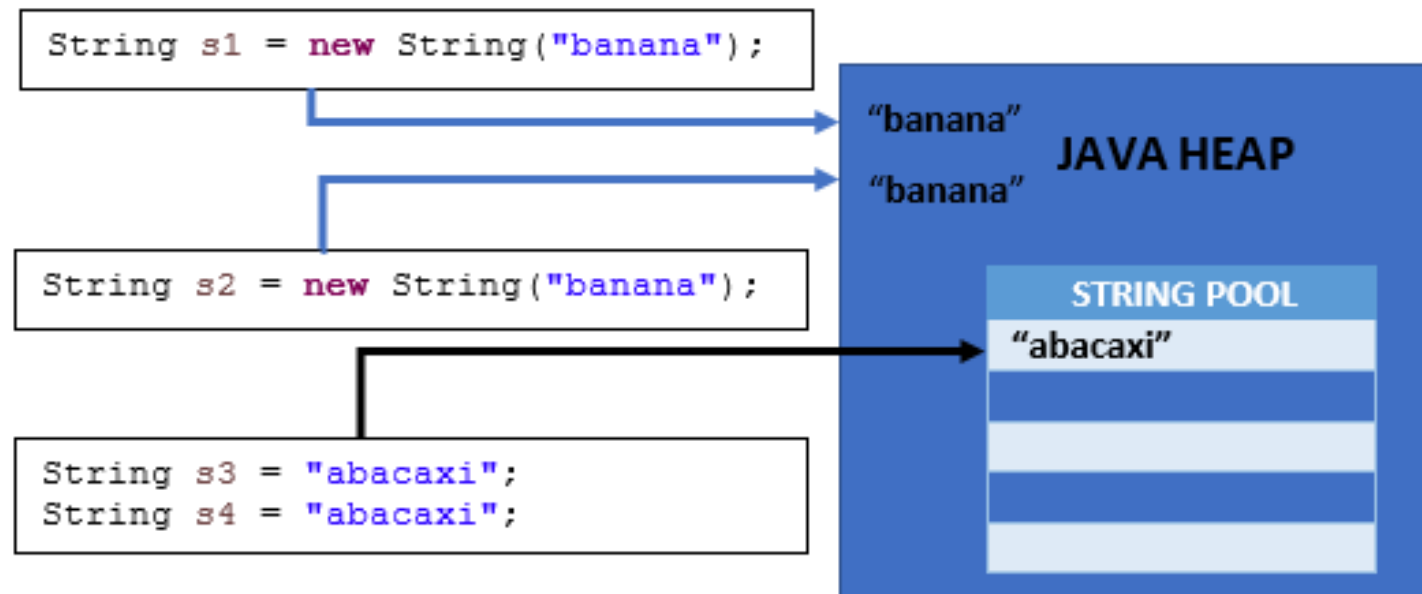 String s1 = new String("banana");
“banana”
JAVA HEAP
“banana”
String s2 = new String("banana");
STRING POOL
“abacaxi”
String s3 = "abacaxi";
String s4 = "abacaxi";